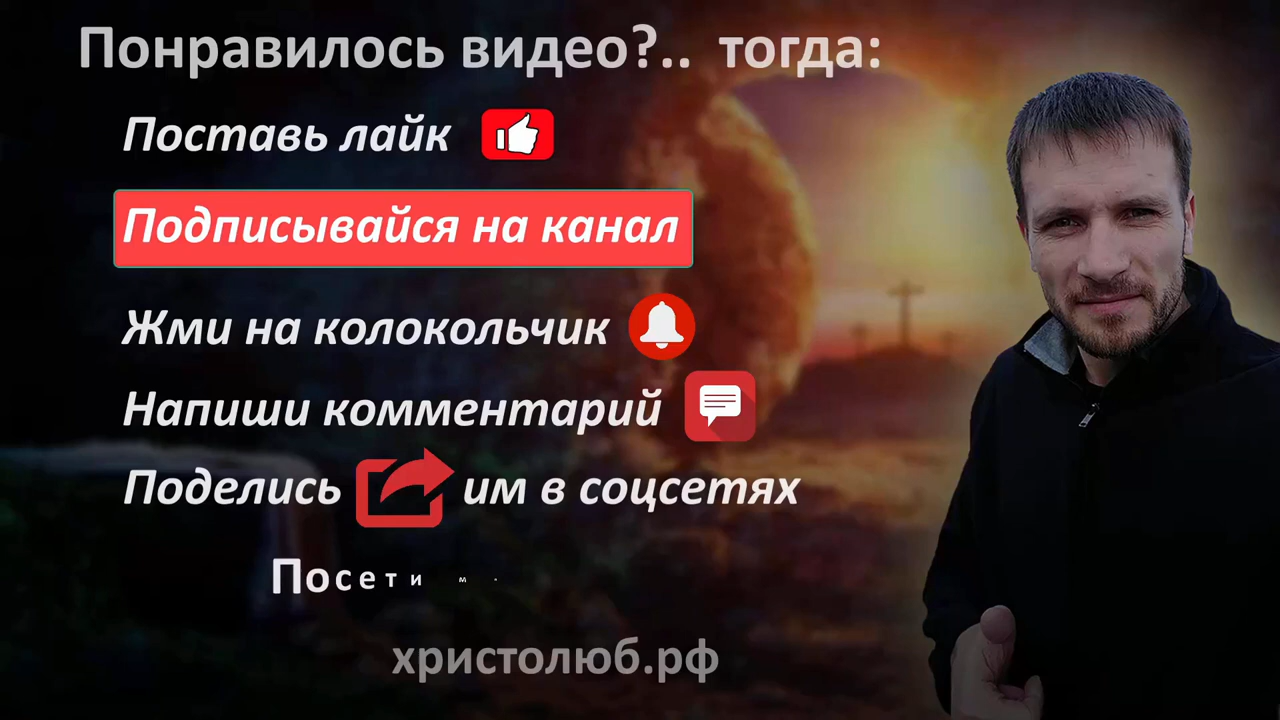 Понравилось видео?.. тогда:
Поставь лайк
Подписывайся на канал
Жми на колокольчик
Напиши комментарий
Поделись им в соцсетях
Посети м
христолюб.рф